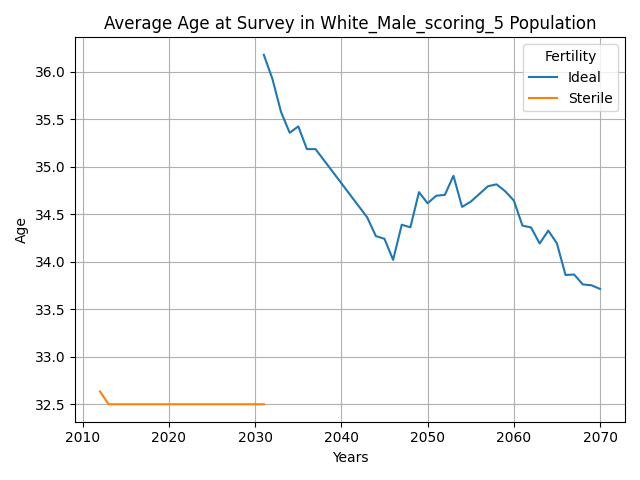 Average Age at Survey in White_Male_scoring_5 Population
Fertility
Ideal
Sterile
Age
36.0
35.5
35.0
34.5
34.0
33.5
33.0
32.5
2010 2020 2030 2040 2050 2060 2070
Years